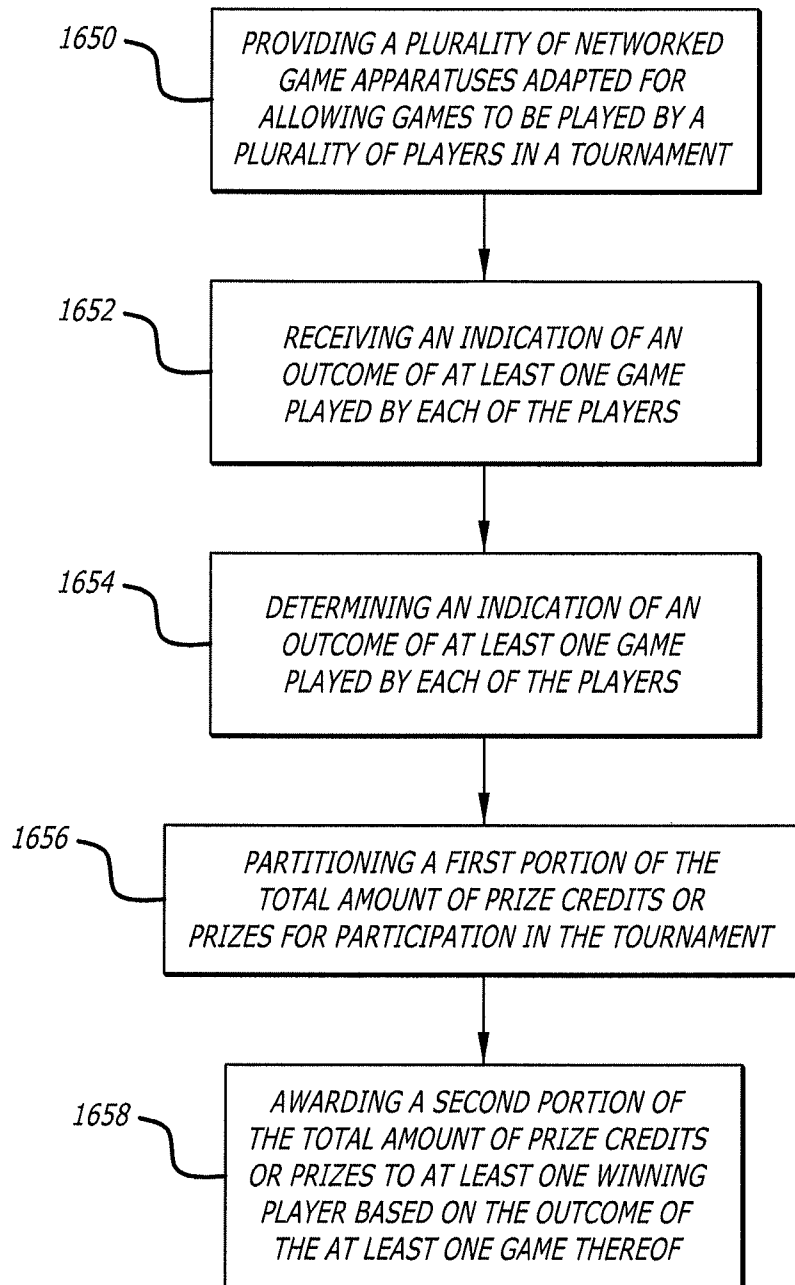 1650
PROVIDING A PLURALITY OF NETWORKED
GAME APPARATUSES ADAPTED FOR
ALLOWING GAMES TO BE PLAYED BY A
PLURALITY OF PLAYERS IN A TOURNAMENT
1652
RECEIVING AN INDICATION OF AN
OUTCOME OF AT LEAST ONE GAME
PLAYED BY EACH OF THE PLAYERS
1654
DETERMINING AN INDICATION OF AN
OUTCOME OF AT LEAST ONE GAME
PLAYED BY EACH OF THE PLAYERS
1656
PARTITIONING A FIRST PORTION OF THE
TOTAL AMOUNT OF PRIZE CREDITS OR
PRIZES FOR PARTICIPATION IN THE TOURNAMENT
1658
AWARDING A SECOND PORTION OF
THE TOTAL AMOUNT OF PRIZE CREDITS
OR PRIZES TO AT LEAST ONE WINNING
PLAYER BASED ON THE OUTCOME OF
THE AT LEAST ONE GAME THEREOF